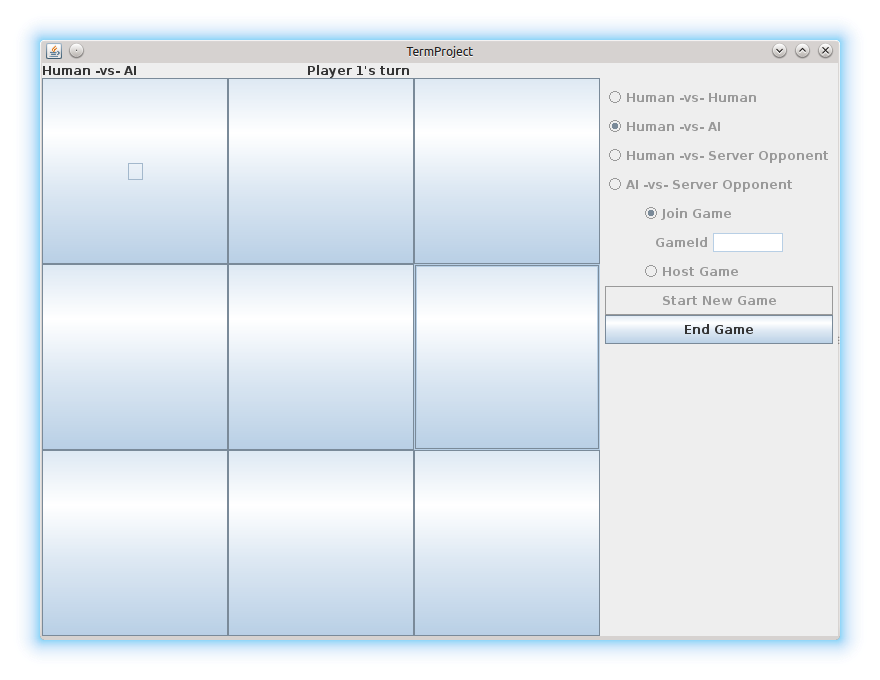 TermProject
Human -vs- AI
Player 1's turn
Human -vs- Human
Human -vs- AI
Human -vs- Server Opponent
AI -vs- Server Opponent
Join Game
GameId
Host Game
Start New Game
End Game